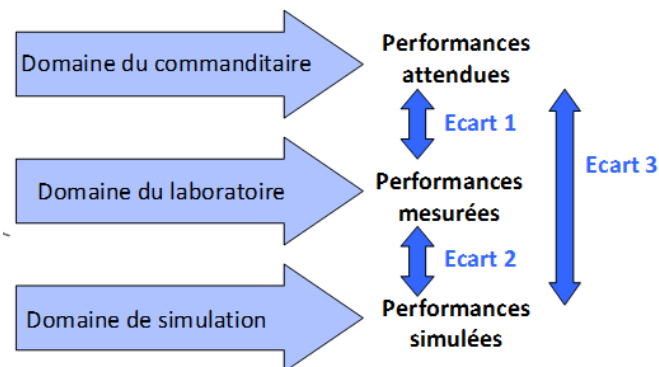 Domaine du commanditaire
Performances
attendues
Ecart 1
Ecart 3
Domaine du laboratoire
Performances
mesurées
Ecart 2
Domaine de simulation
Performances
simulées